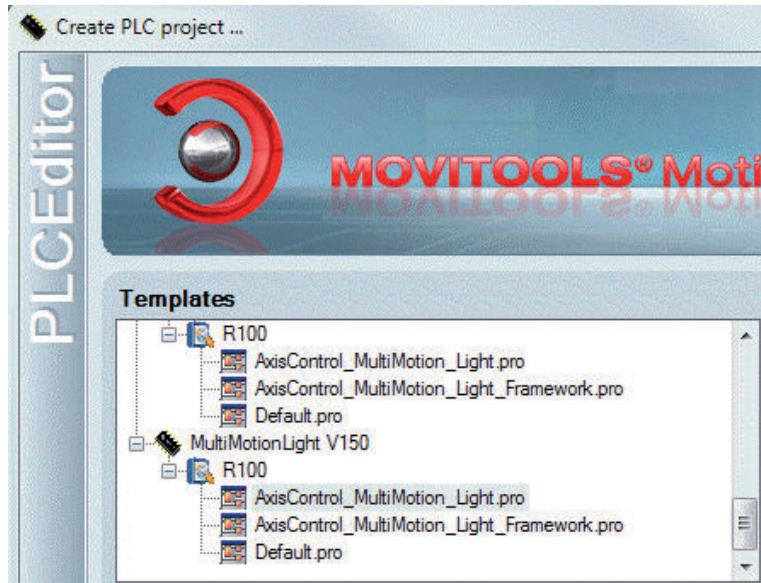 Create PLC project ...
PLCEditor
MOVITOOLS® Moti
Templates
R100
AxisControl_MultiMotion_Light.pro
AxisControl_MultiMotion_Light_Framework.pro
Default.pro
MultiMotionLight V150
R100
AxisControl_MultiMotion_Light.pro
AxisControl_MultiMotion_Light_Framework.pro
Default.pro